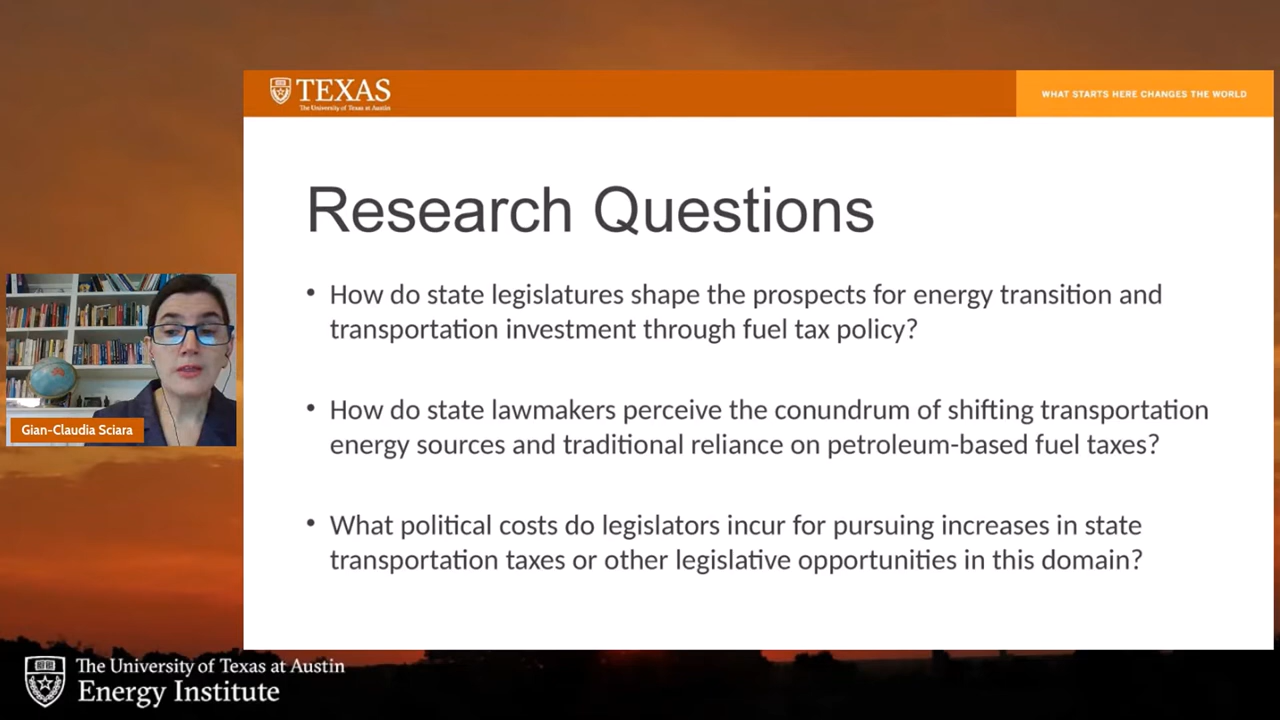 TEXAS
The University of Texas at Austin
WHAT STARTS HERE CHANGES THE WORLD
Research Questions
• How do state legislatures shape the prospects for energy transition and
transportation investment through fuel tax policy?
• How do state lawmakers perceive the conundrum of shifting transportation
energy sources and traditional reliance on petroleum-based fuel taxes?
• What political costs do legislators incur for pursuing increases in state
transportation taxes or other legislative opportunities in this domain?
Gian-Claudia Sciara
The University of Texas at Austin
Energy Institute